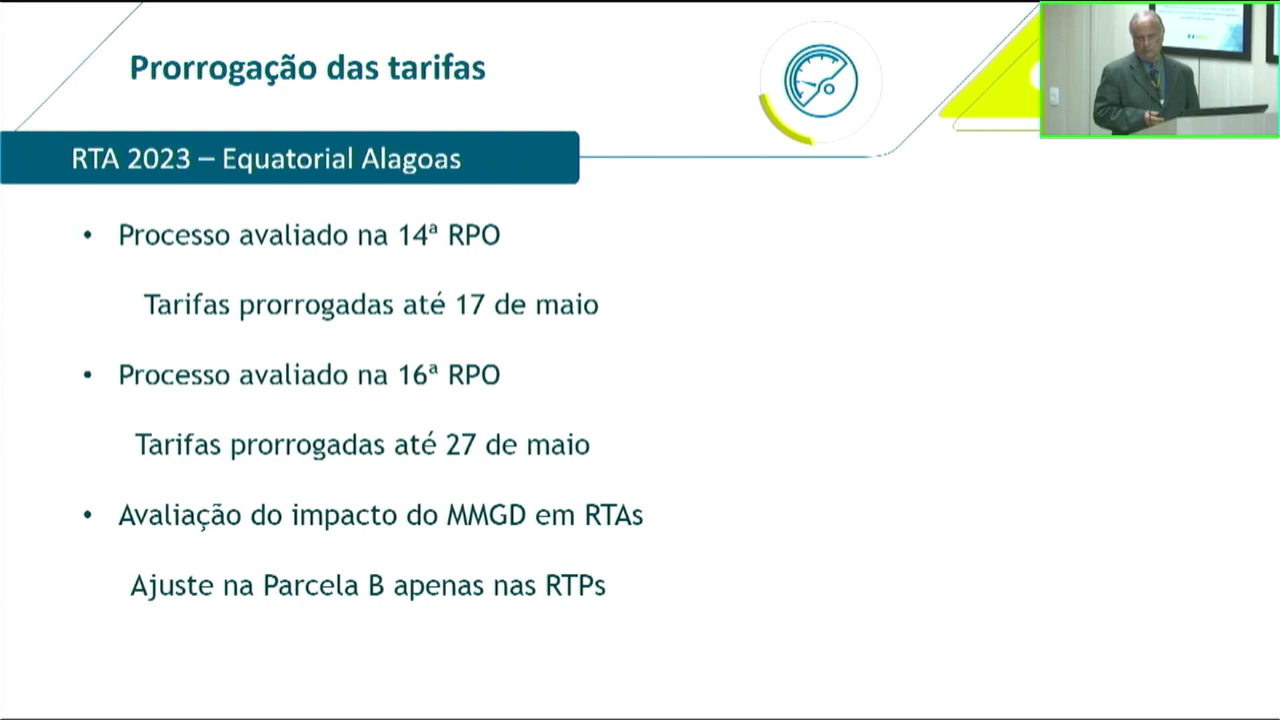 Prorrogação das tarifas
RTA 2023 – Equatorial Alagoas
• Processo avaliado na 14ª RPO
Tarifas prorrogadas até 17 de maio
• Processo avaliado na 16ª RPO
Tarifas prorrogadas até 27 de maio
• Avaliação do impacto do MMGD em RTAs
Ajuste na Parcela B apenas nas RTPs